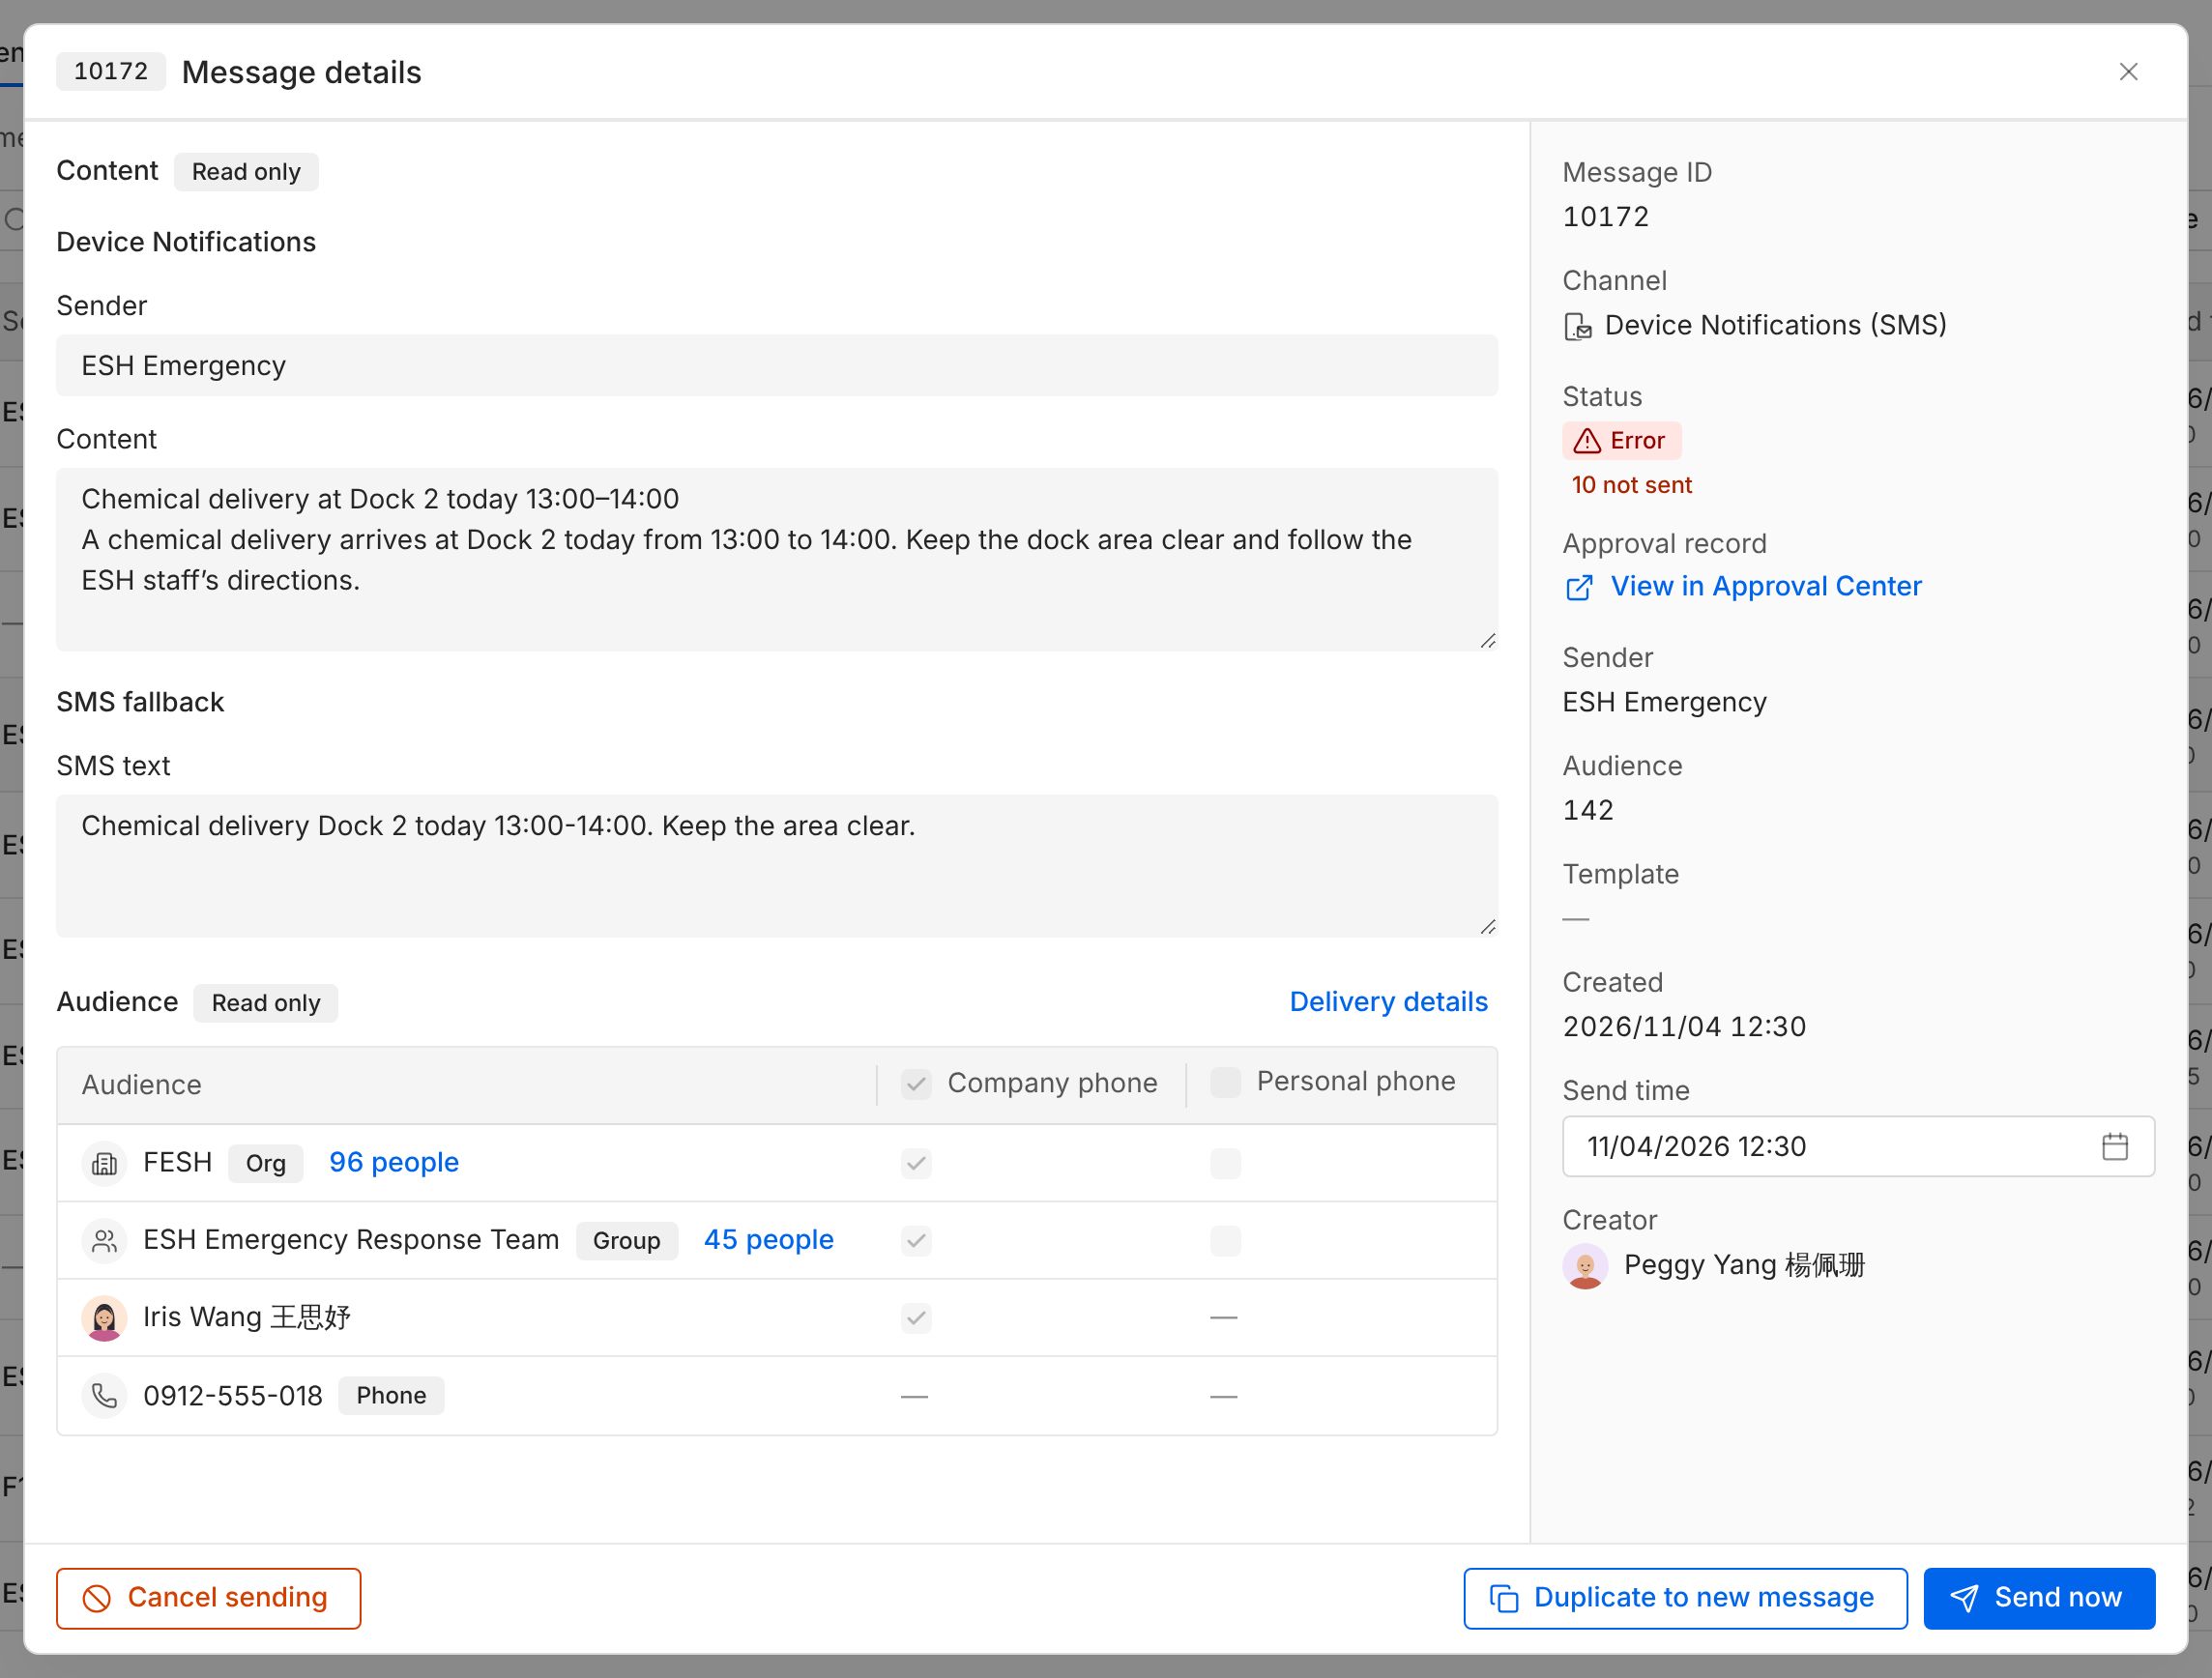 10172 Message details
Content Read only
Device Notifications
Sender
ESH Emergency
Content
Chemical delivery at Dock 2 today 13:00–14:00
A chemical delivery arrives at Dock 2 today from 13:00 to 14:00. Keep the dock area clear and follow the
ESH staff’s directions.
SMS fallback
SMS text
Chemical delivery Dock 2 today 13:00-14:00. Keep the area clear.
Audience Read only Delivery details
Audience Company phone Personal phone
FESH Org 96 people
ESH Emergency Response Team Group 45 people
Iris Wang 王思妤 —
0912-555-018 Phone — —
Message ID
10172
Channel
Device Notifications (SMS)
Status
Error
10 not sent
Approval record
View in Approval Center
Sender
ESH Emergency
Audience
142
Template
—
Created
2026/11/04 12:30
Send time
11/04/2026 12:30
Creator
Peggy Yang 楊佩珊
Cancel sending Duplicate to new message Send now